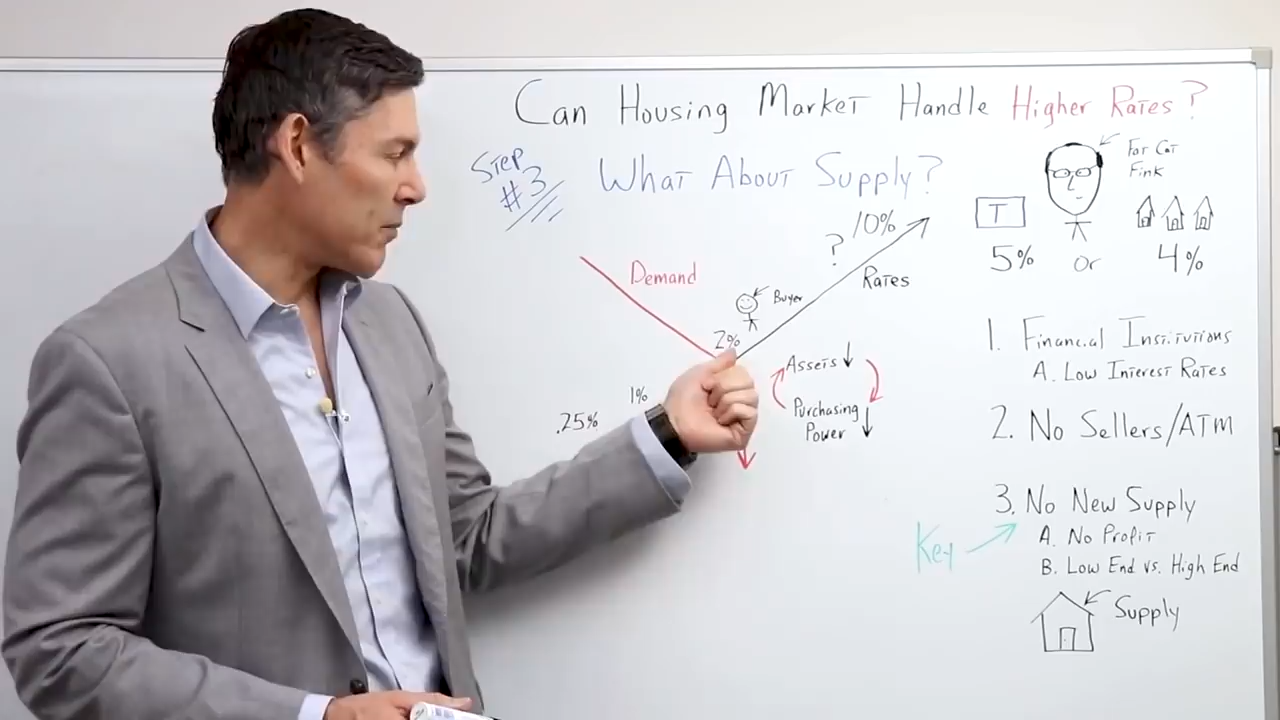 Can Housing Market Handle Higher Rates?
Step
#3
What About Supply?
Fat Cat
Fink
T
5% or 4%
10%
?
Rates
Demand
Buyer
2%
Assets
Purchasing
Power
1%
.25%
1. Financial Institutions
A. Low Interest Rates
2. No Sellers/ATM
3. No New Supply
Key
A. No Profit
B. Low End vs. High End
Supply